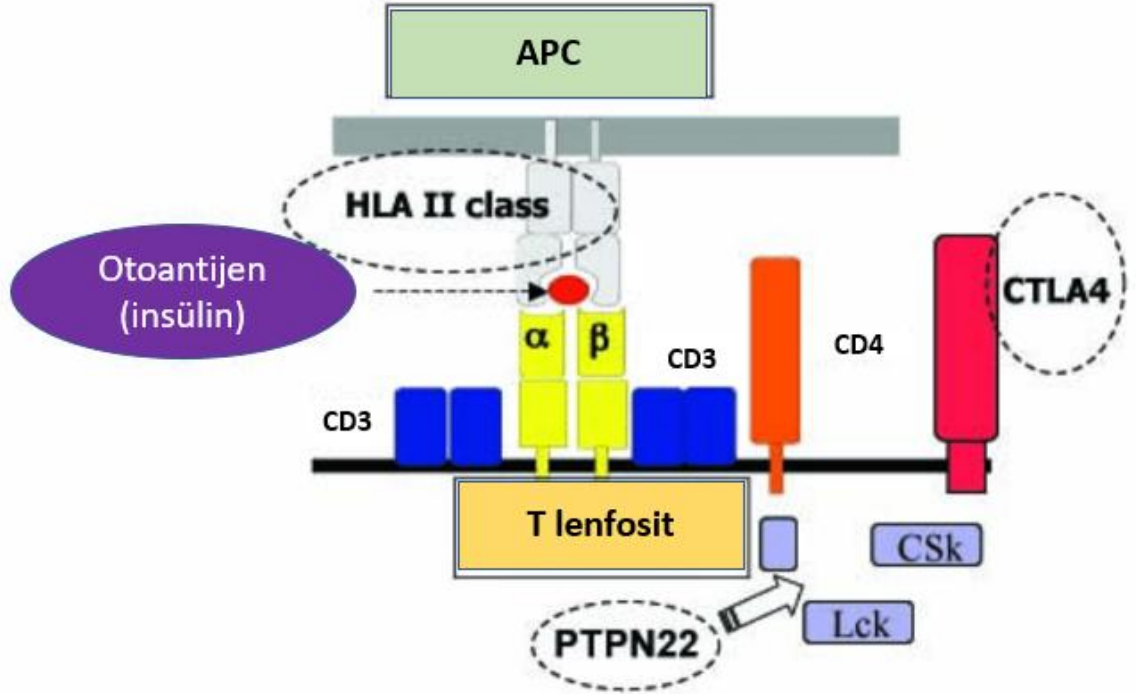 APC
HLA II class
Otoantijen
(insülin)
CTLA4
α
β
CD3
CD4
CD3
T lenfosit
CSk
Lck
PTPN22